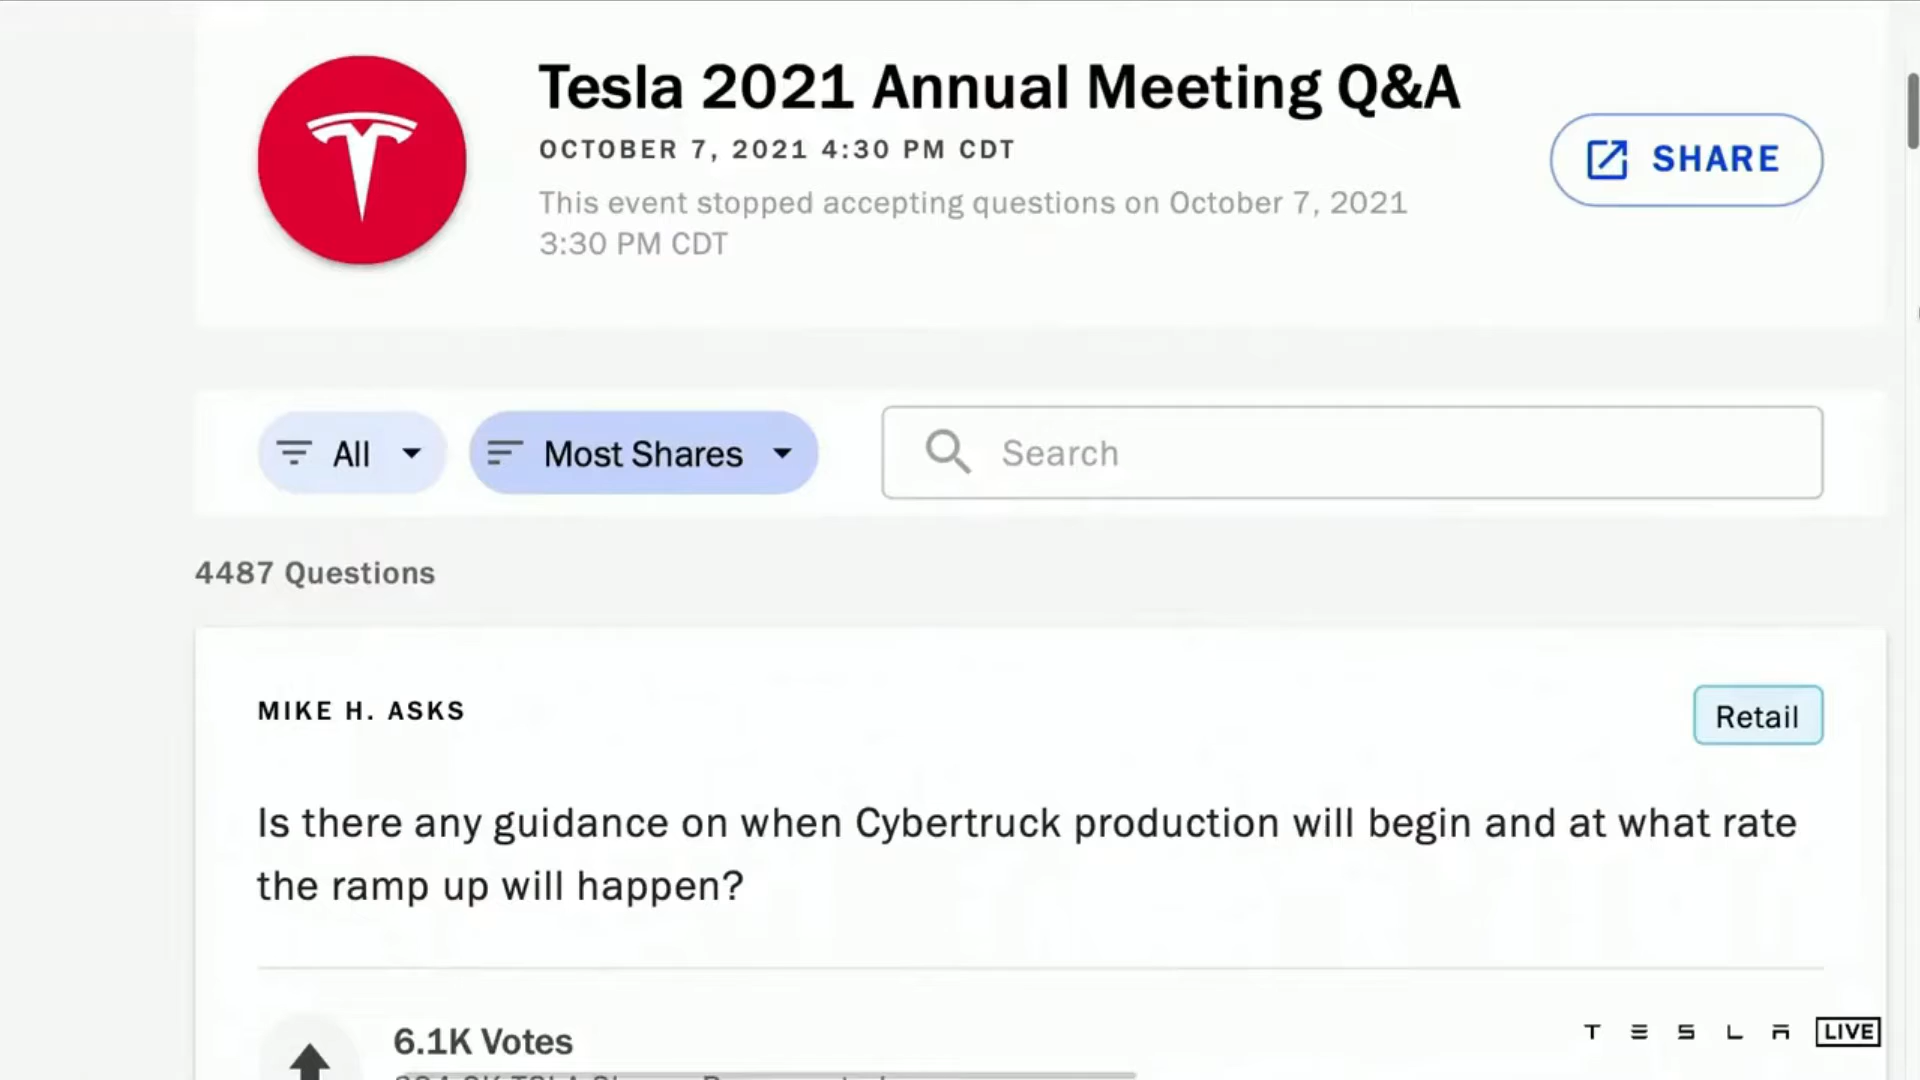 Tesla 2021 Annual Meeting Q&A
OCTOBER 7, 2021 4:30 PM CDT
This event stopped accepting questions on October 7, 2021
3:30 PM CDT
SHARE
All
Most Shares
Search
4487 Questions
MIKE H. ASKS
Retail
Is there any guidance on when Cybertruck production will begin and at what rate
the ramp up will happen?
6.1K Votes
TESLA LIVE